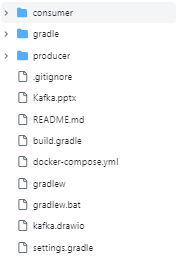 consumer
gradle
producer
.gitignore
Kafka.pptx
README.md
build.gradle
docker-compose.yml
gradlew
gradlew.bat
kafka.drawio
settings.gradle